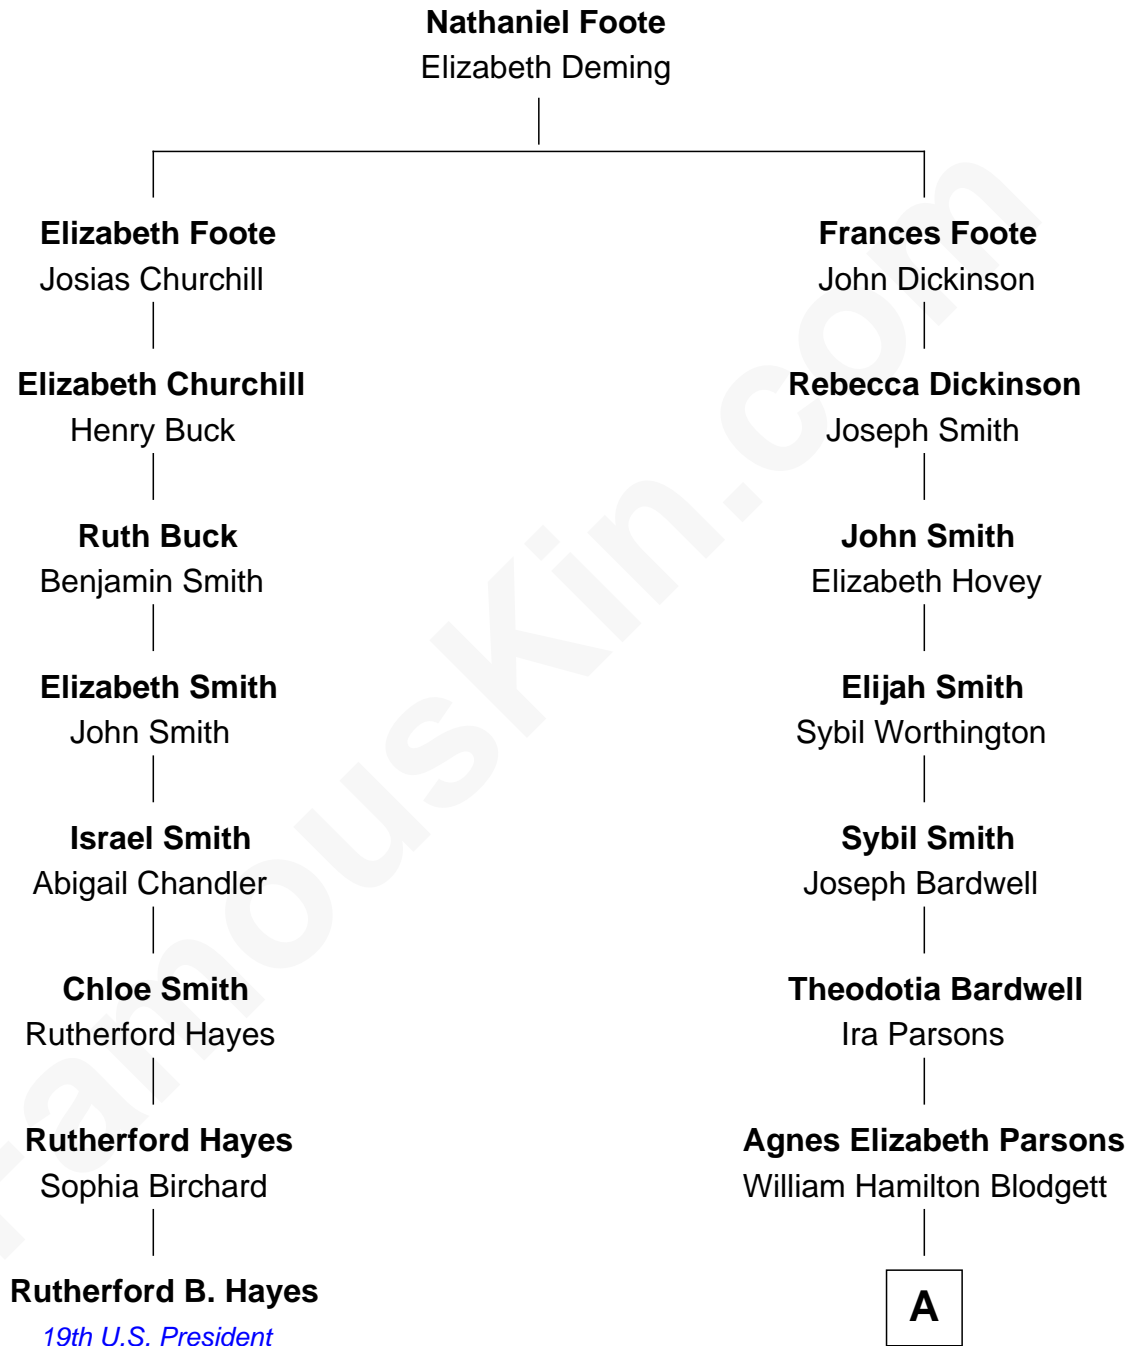 Nathaniel Foote
Elizabeth Deming
Elizabeth Foote
Josias Churchill
Frances Foote
John Dickinson
Elizabeth Churchill
Henry Buck
Rebecca Dickinson
Joseph Smith
Ruth Buck
Benjamin Smith
John Smith
Elizabeth Hovey
Elizabeth Smith
John Smith
Elijah Smith
Sybil Worthington
Israel Smith
Abigail Chandler
Sybil Smith
Joseph Bardwell
Chloe Smith
Rutherford Hayes
Theodotia Bardwell
Ira Parsons
Rutherford Hayes
Sophia Birchard
Agnes Elizabeth Parsons
William Hamilton Blodgett
Rutherford B. Hayes
19th U.S. President
A
FamousKin.com